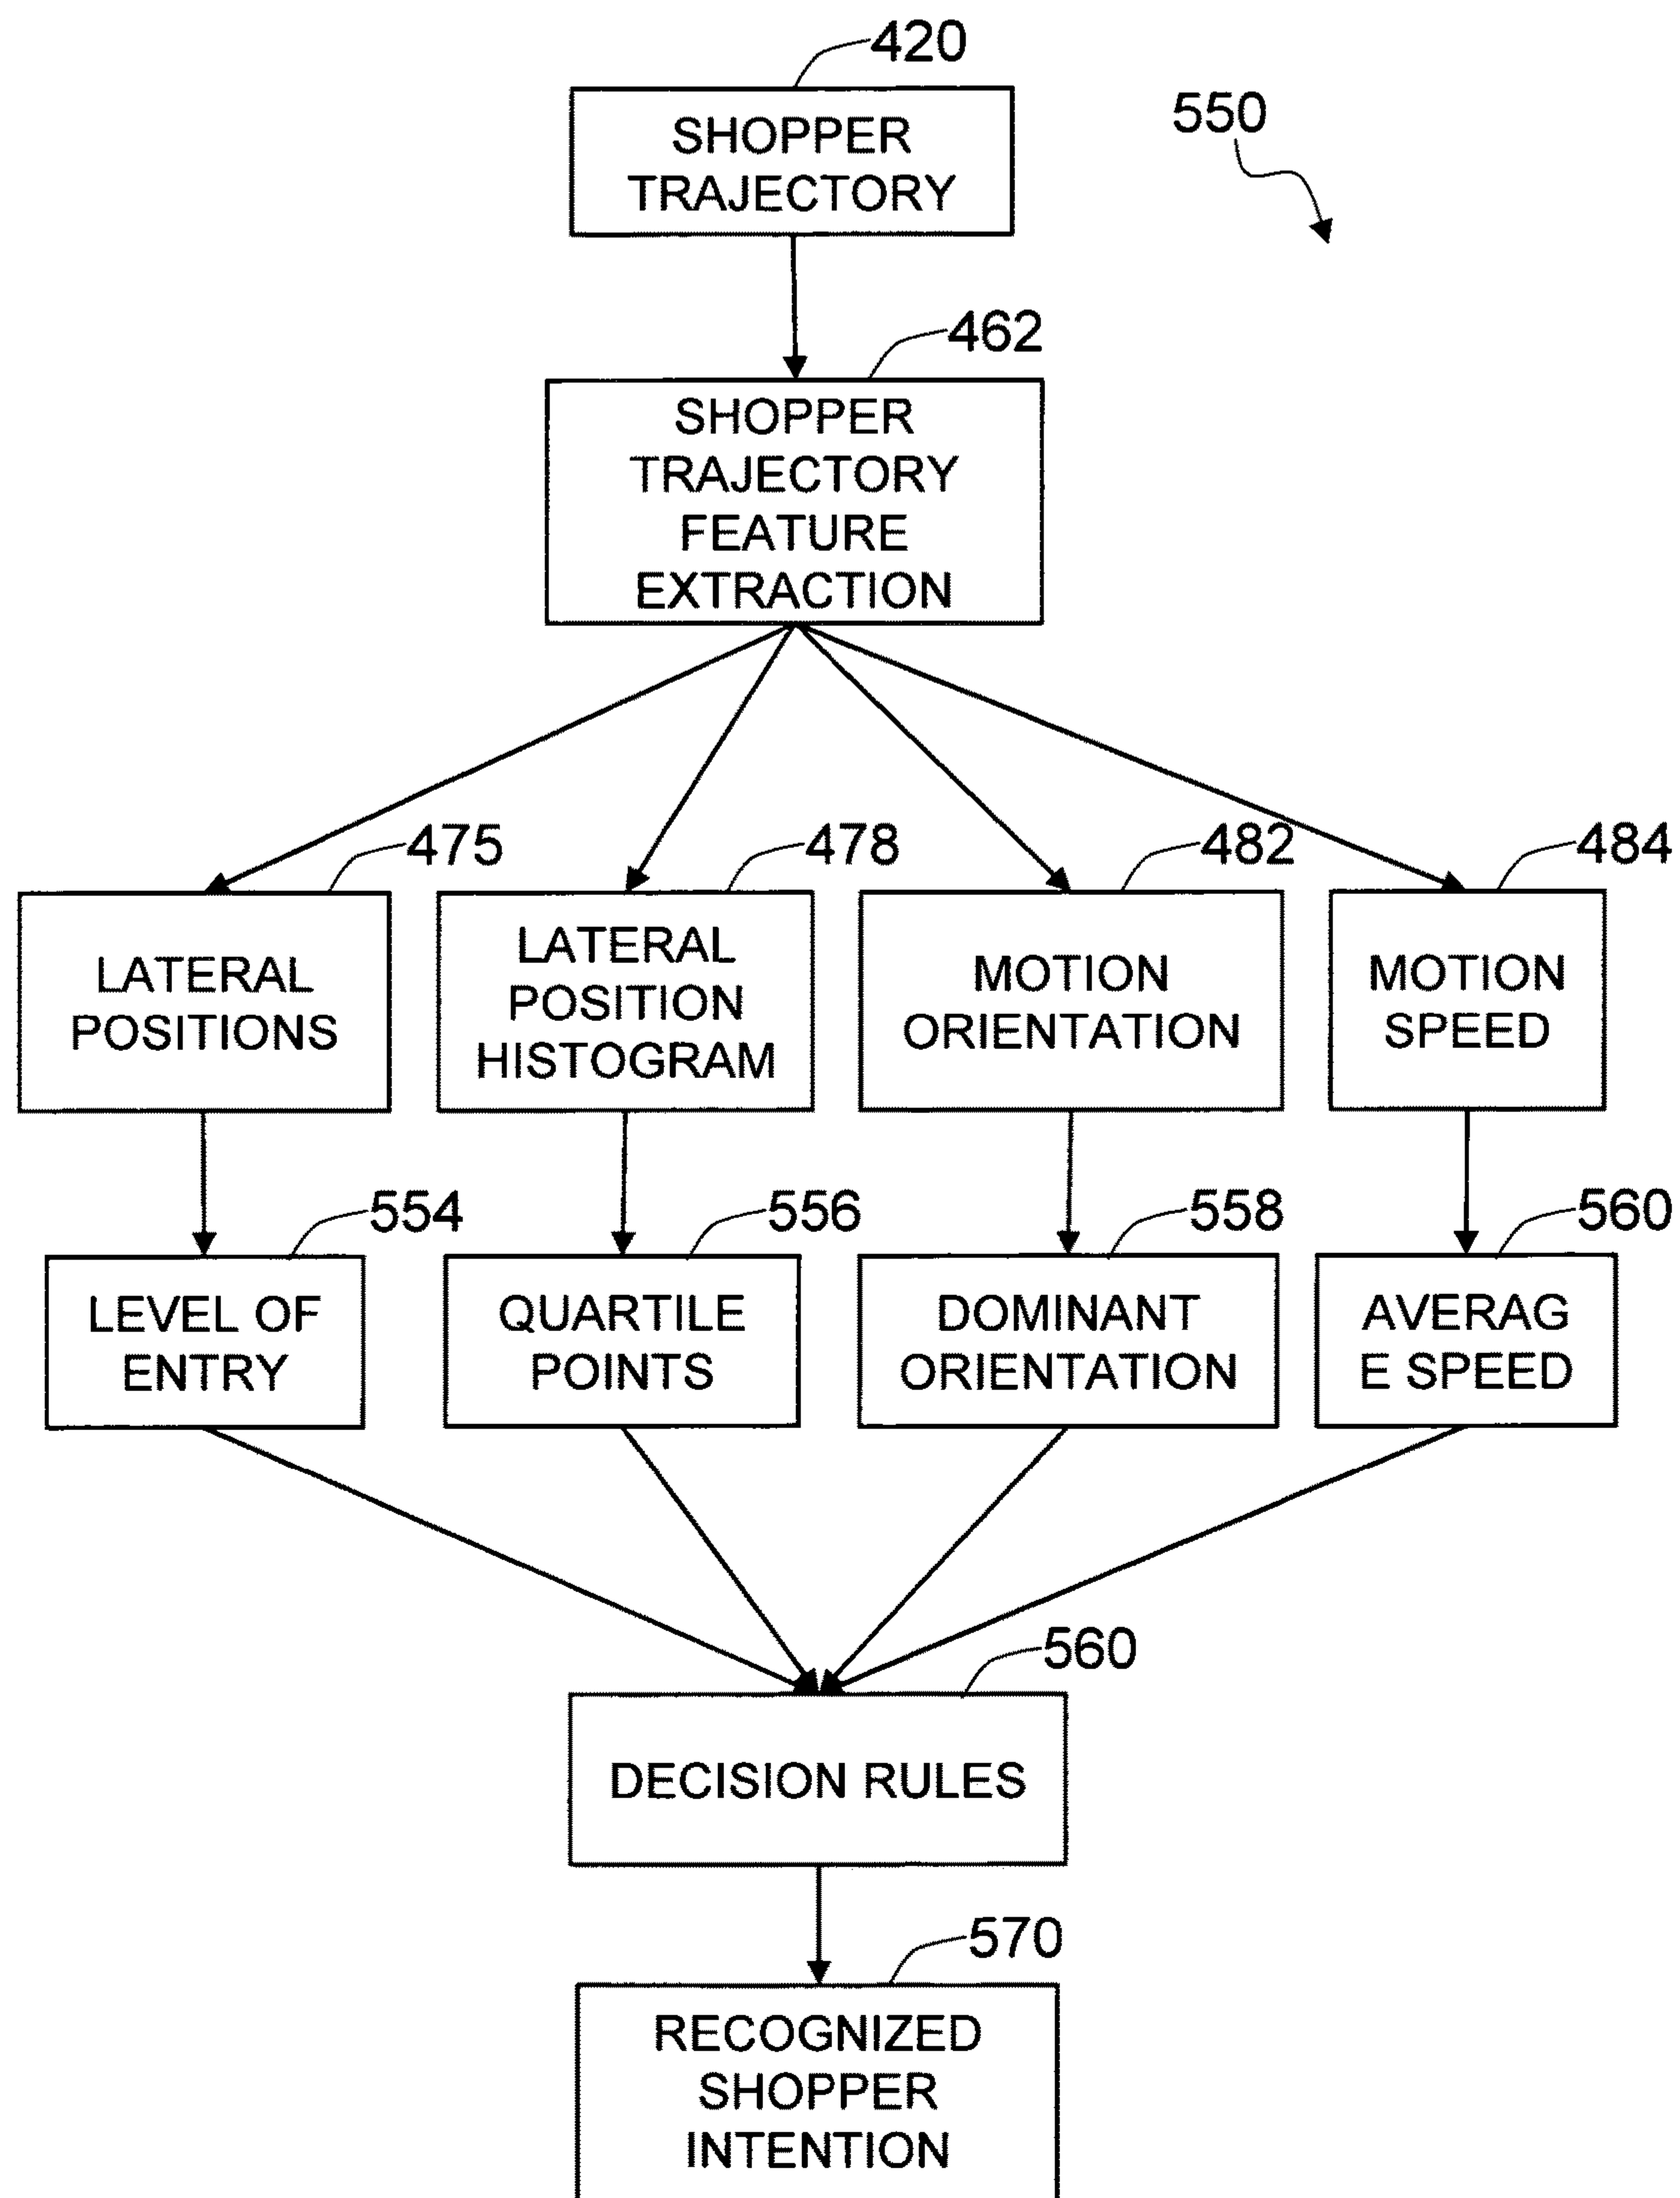 420
SHOPPER
TRAJECTORY
550
462
SHOPPER
TRAJECTORY
FEATURE
EXTRACTION
475
478
482
484
LATERAL
POSITIONS
LATERAL
POSITION
HISTOGRAM
MOTION
ORIENTATION
MOTION
SPEED
554
556
558
560
LEVEL OF
ENTRY
QUARTILE
POINTS
DOMINANT
ORIENTATION
AVERAG
E SPEED
560
DECISION RULES
570
RECOGNIZED
SHOPPER
INTENTION